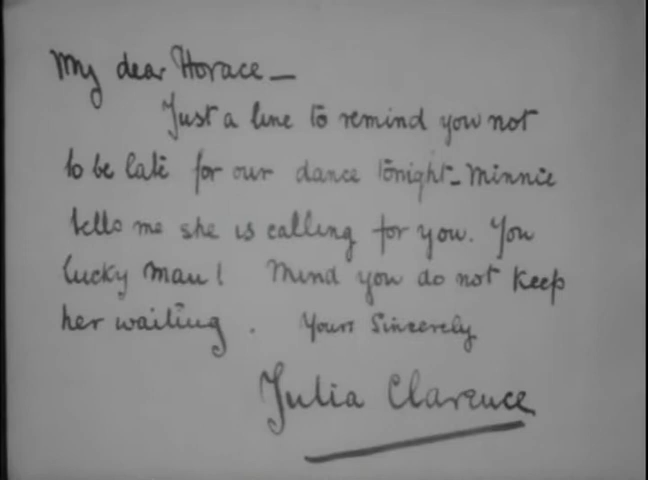 My dear Horace —
Just a line to remind you not
to be late for our dance tonight - Minnie
tells me she is calling for you. You
lucky man! Mind you do not keep
her waiting. Yours Sincerely
Julia Clarence